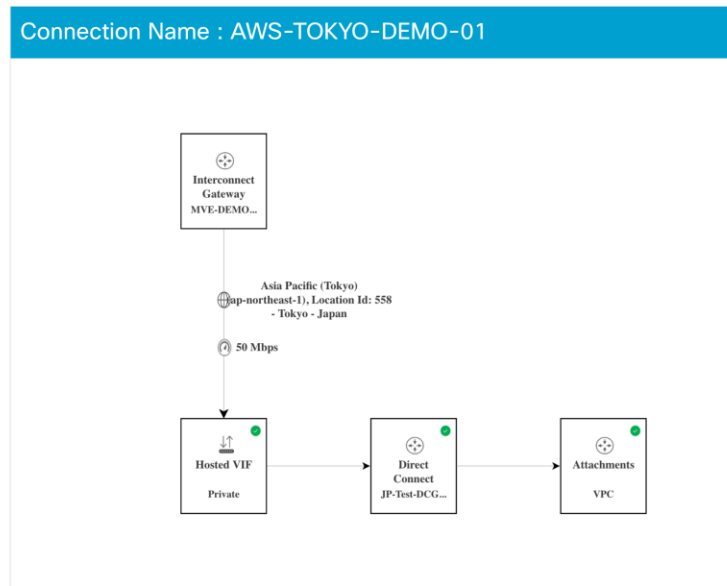 Connection Name : AWS-TOKYO-DEMO-01
Interconnect
Gateway
MVE-DEMO...
Asia Pacific (Tokyo)
(ap-northeast-1), Location Id: 558
- Tokyo - Japan
50 Mbps
Hosted VIF
Private
Direct
Connect
JP-Test-DCG...
Attachments
VPC